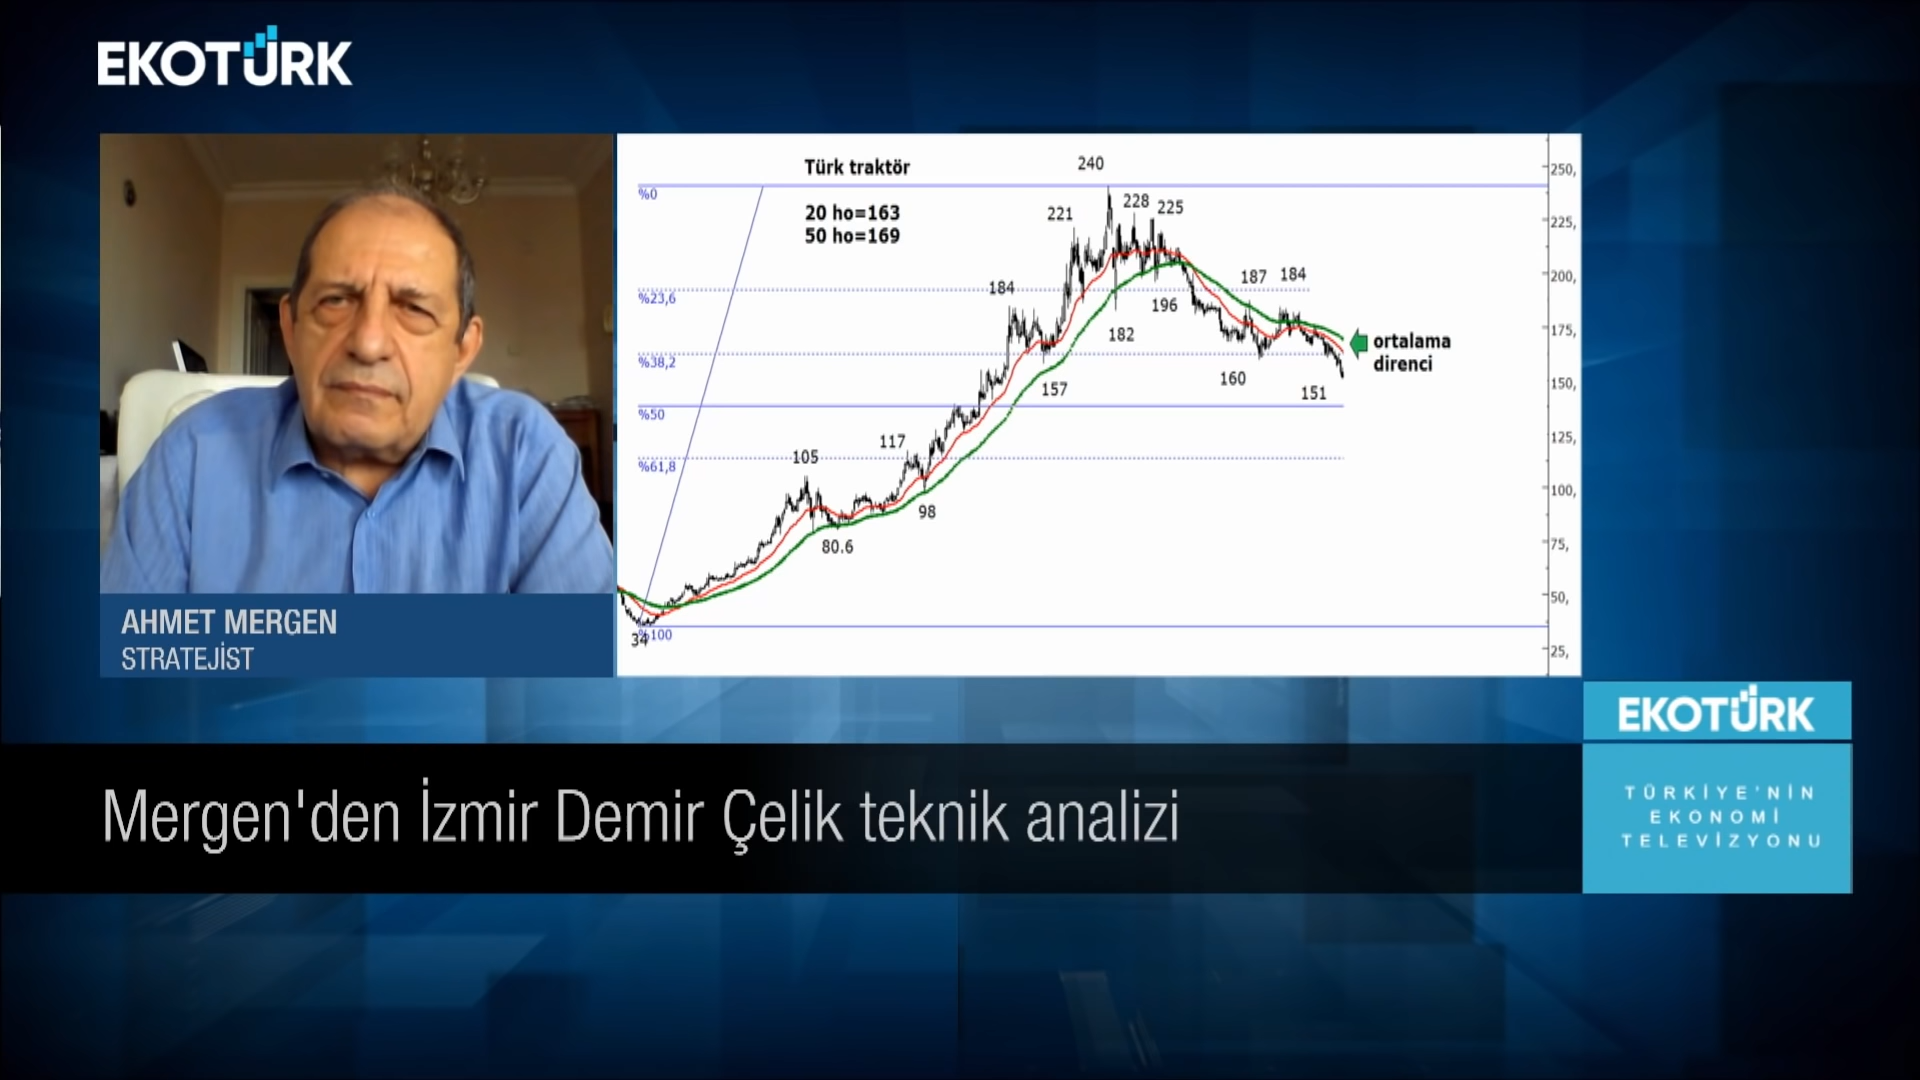 EKOTÜRK
Türk traktör
20 ho=163
50 ho=169
240
228
225
221
184
187
184
196
182
157
160
151
117
105
98
80.6
34
%0
%23,6
%38,2
%50
%61,8
%100
ortalama
direnci
250,
225,
200,
175,
150,
125,
100,
75,
50,
25,
AHMET MERGEN
STRATEJİST
EKOTÜRK
Mergen'den İzmir Demir Çelik teknik analizi
TÜRKİYE'NİN
EKONOMİ
TELEVİZYONU